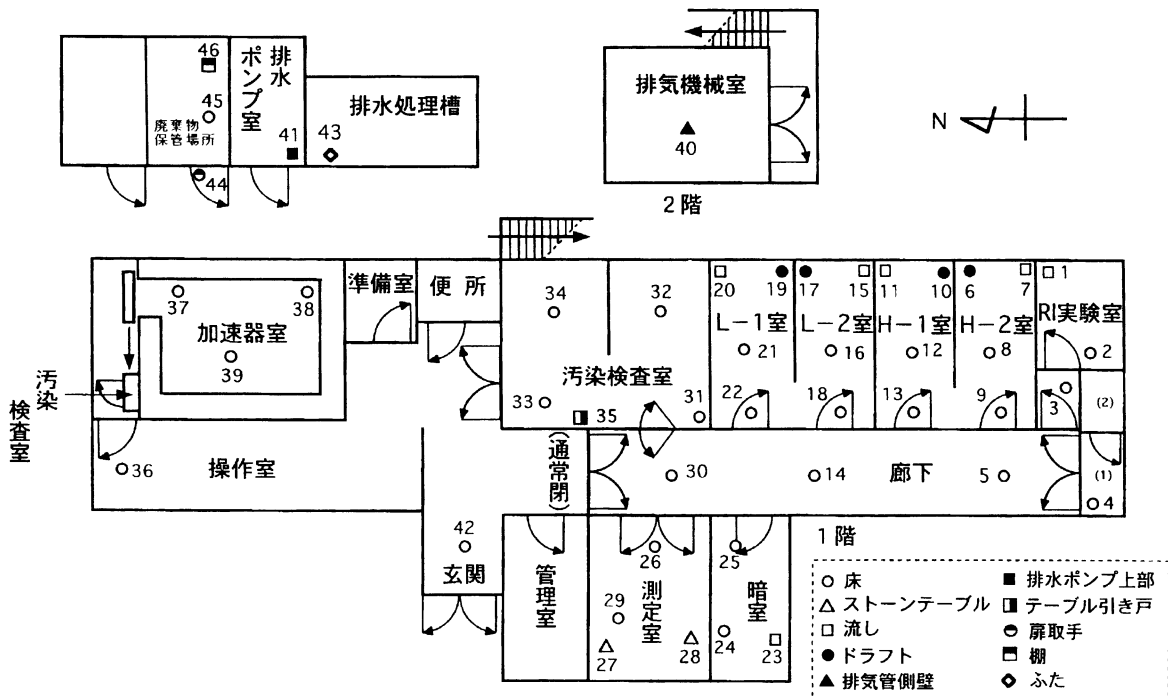 46
45
廃棄物
保管場所
44
排水
ポンプ室
41
排水処理槽
43
排気機械室
40
2階
N
汚染
検査室
37
38
加速器室
39
準備室
便所
34
32
汚染検査室
33
35
31
20
19
L-1室
21
22
17
15
L-2室
16
18
11
10
H-1室
12
13
6
7
H-2室
8
9
1
RI実験室
2
3
(2)
(1)
4
36
操作室
(通常閉)
30
14
廊下
5
42
玄関
管理室
26
29
測定室
27
28
25
暗室
24
23
1階
床
ストーンテーブル
流し
ドラフト
排気管側壁
排水ポンプ上部
テーブル引き戸
扉取手
棚
ふた